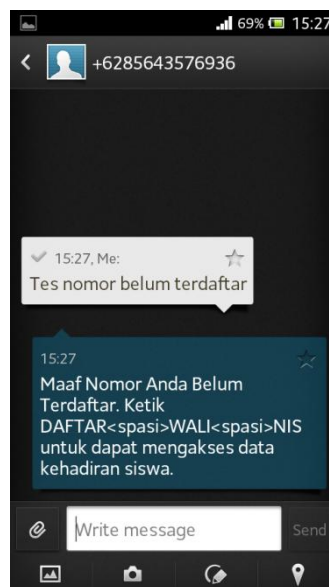 69% 15:27
+6285643576936
15:27, Me:
Tes nomor belum terdaftar
15:27
Maaf Nomor Anda Belum
Terdaftar. Ketik
DAFTAR<spasi>WALI<spasi>NIS
untuk dapat mengakses data
kehadiran siswa.
Write message
Send